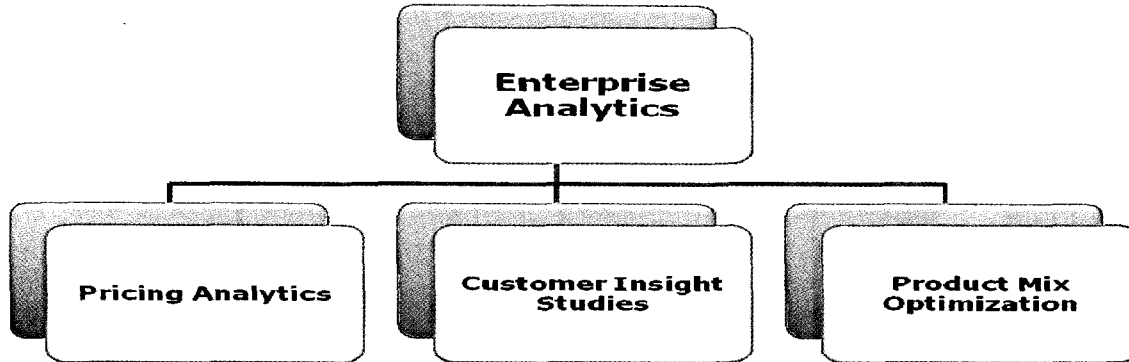 Enterprise
Analytics
Pricing Analytics
Customer Insight
Studies
Product Mix
Optimization